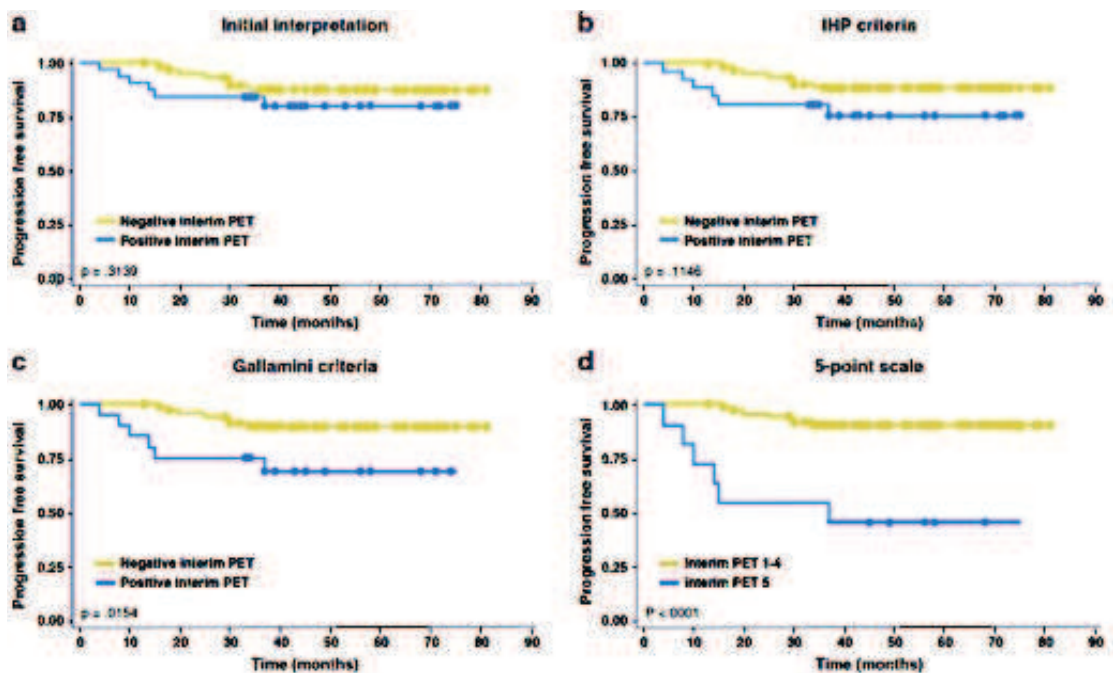 a
Initial interpretation
Progression free survival
1.00
0.75
0.50
0.25
0.00
Negative interim PET
Positive interim PET
p = .3139
0 10 20 30 40 50 60 70 80 90
Time (months)
b
IHP criteria
Progression free survival
1.00
0.75
0.50
0.25
0.00
Negative interim PET
Positive interim PET
p = .1146
0 10 20 30 40 50 60 70 80 90
Time (months)
c
Gallamini criteria
Progression free survival
1.00
0.75
0.50
0.25
0.00
Negative interim PET
Positive interim PET
p = .0154
0 10 20 30 40 50 60 70 80 90
Time (months)
d
5-point scale
Progression free survival
1.00
0.75
0.50
0.25
0.00
Interim PET 1-4
Interim PET 5
P <.0001
0 10 20 30 40 50 60 70 80 90
Time (months)